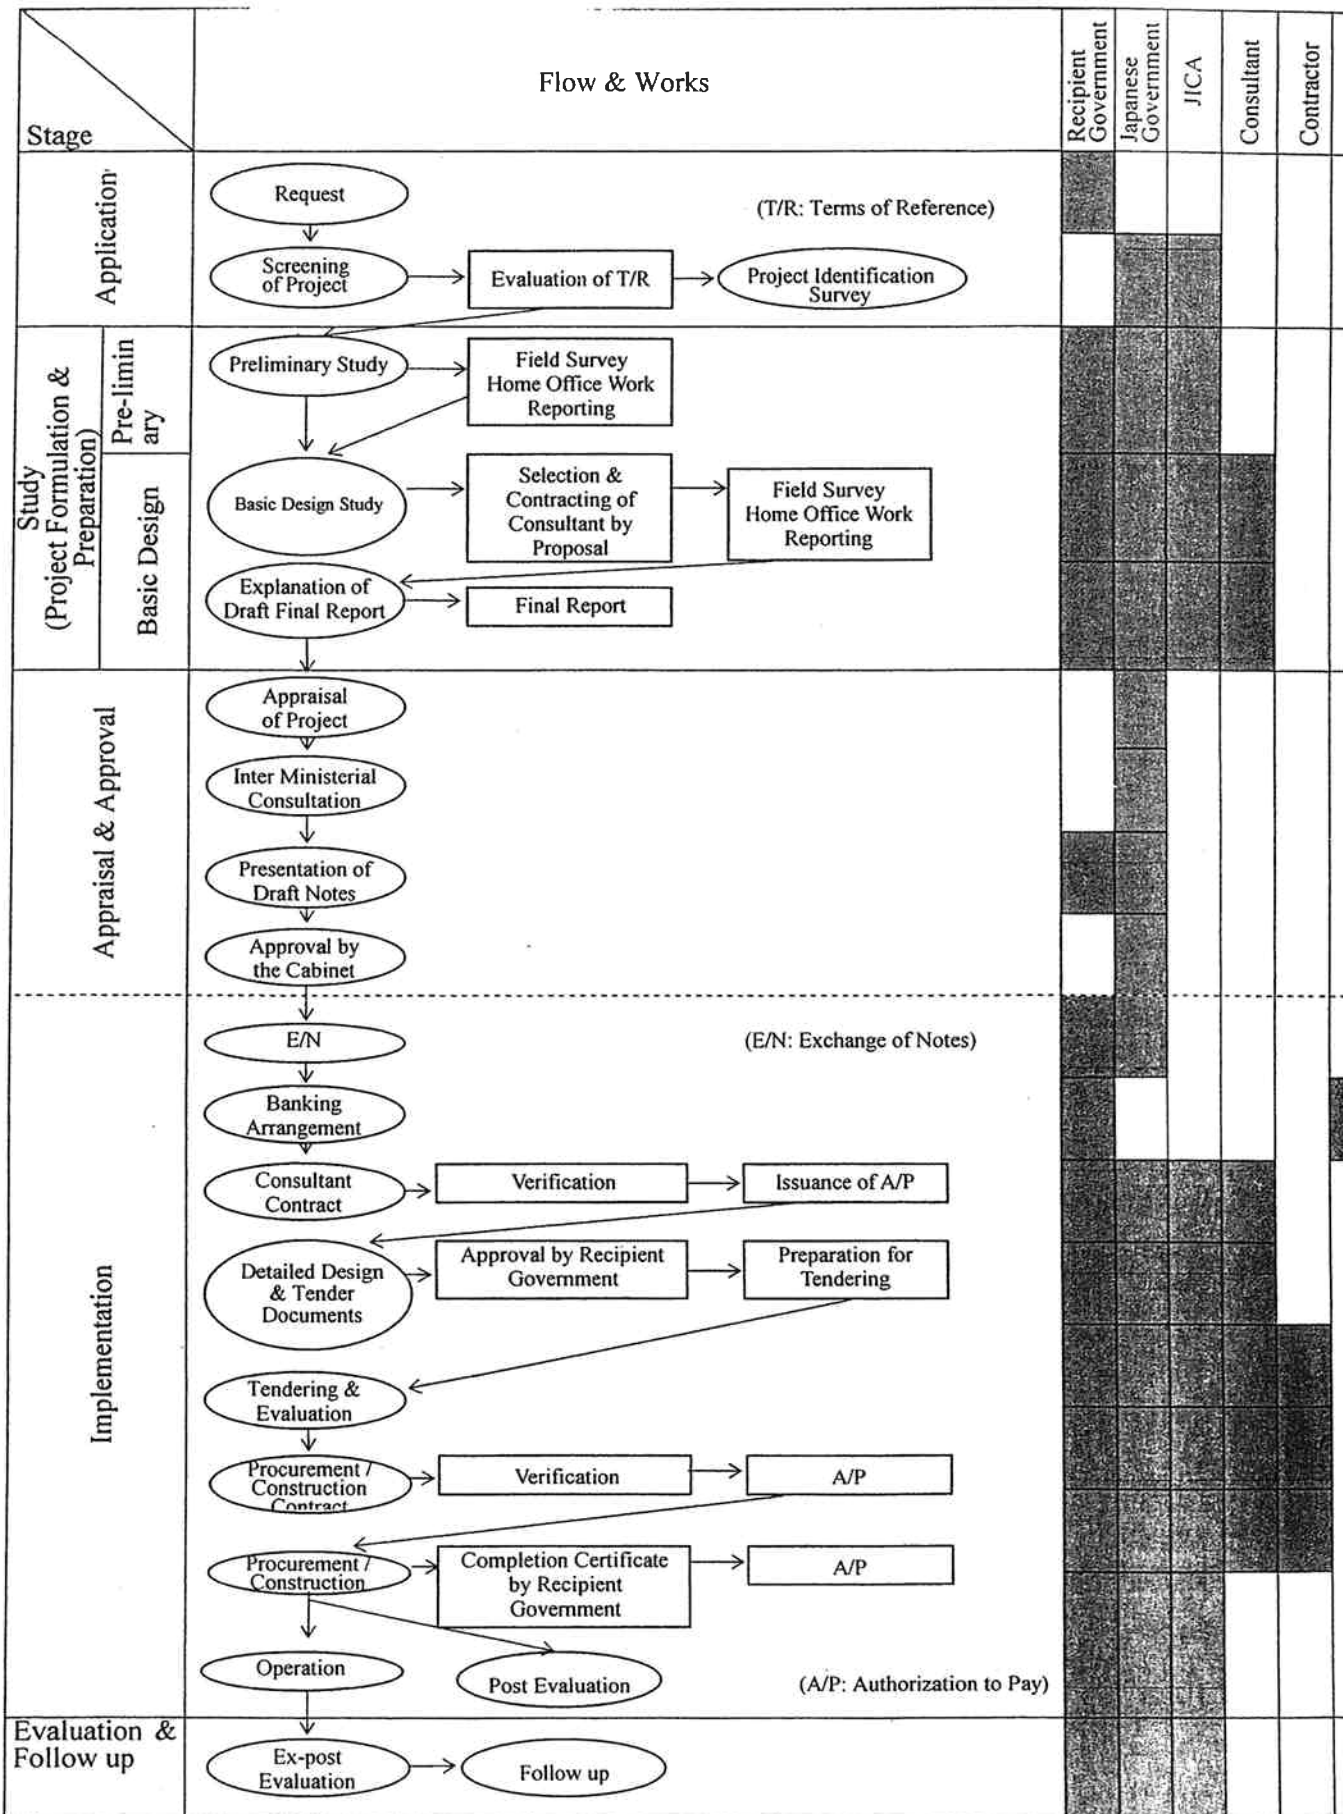 Stage
Flow & Works
Recipient
Government
Japanese
Government
JICA
Consultant
Contractor
Application
Request
(T/R: Terms of Reference)
Screening
of Project
Evaluation of T/R
Project Identification
Survey
Study
(Project Formulation &
Preparation)
Pre-limin
ary
Preliminary Study
Field Survey
Home Office Work
Reporting
Basic Design
Basic Design Study
Selection &
Contracting of
Consultant by
Proposal
Field Survey
Home Office Work
Reporting
Explanation of
Draft Final Report
Final Report
Appraisal & Approval
Appraisal
of Project
Inter Ministerial
Consultation
Presentation of
Draft Notes
Approval by
the Cabinet
Implementation
E/N
(E/N: Exchange of Notes)
Banking
Arrangement
Consultant
Contract
Verification
Issuance of A/P
Detailed Design
& Tender
Documents
Approval by Recipient
Government
Preparation for
Tendering
Tendering &
Evaluation
Procurement /
Construction
Contract
Verification
A/P
Procurement /
Construction
Completion Certificate
by Recipient
Government
A/P
Operation
Post Evaluation
(A/P: Authorization to Pay)
Evaluation &
Follow up
Ex-post
Evaluation
Follow up